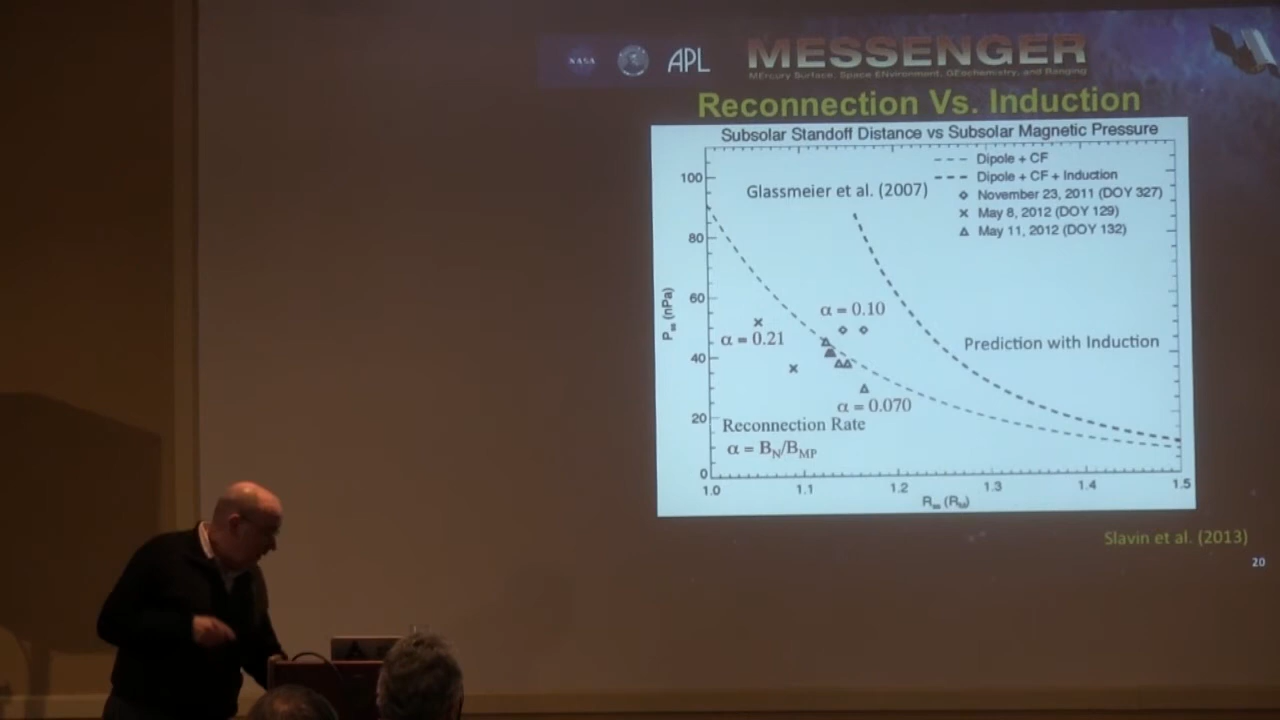 NASA
APL
MESSENGER
MErcury Surface, Space ENvironment, GEochemistry, and Ranging
Reconnection Vs. Induction
Subsolar Standoff Distance vs Subsolar Magnetic Pressure
Dipole + CF
Dipole + CF + Induction
November 23, 2011 (DOY 327)
May 8, 2012 (DOY 129)
May 11, 2012 (DOY 132)
Glassmeier et al. (2007)
100
80
60
40
20
0
(nPa)
α = 0.10
α = 0.21
Prediction with Induction
α = 0.070
Reconnection Rate
α = B_N/B_MP
1.0 1.1 1.2 1.3 1.4 1.5
Slavin et al. (2013)
20